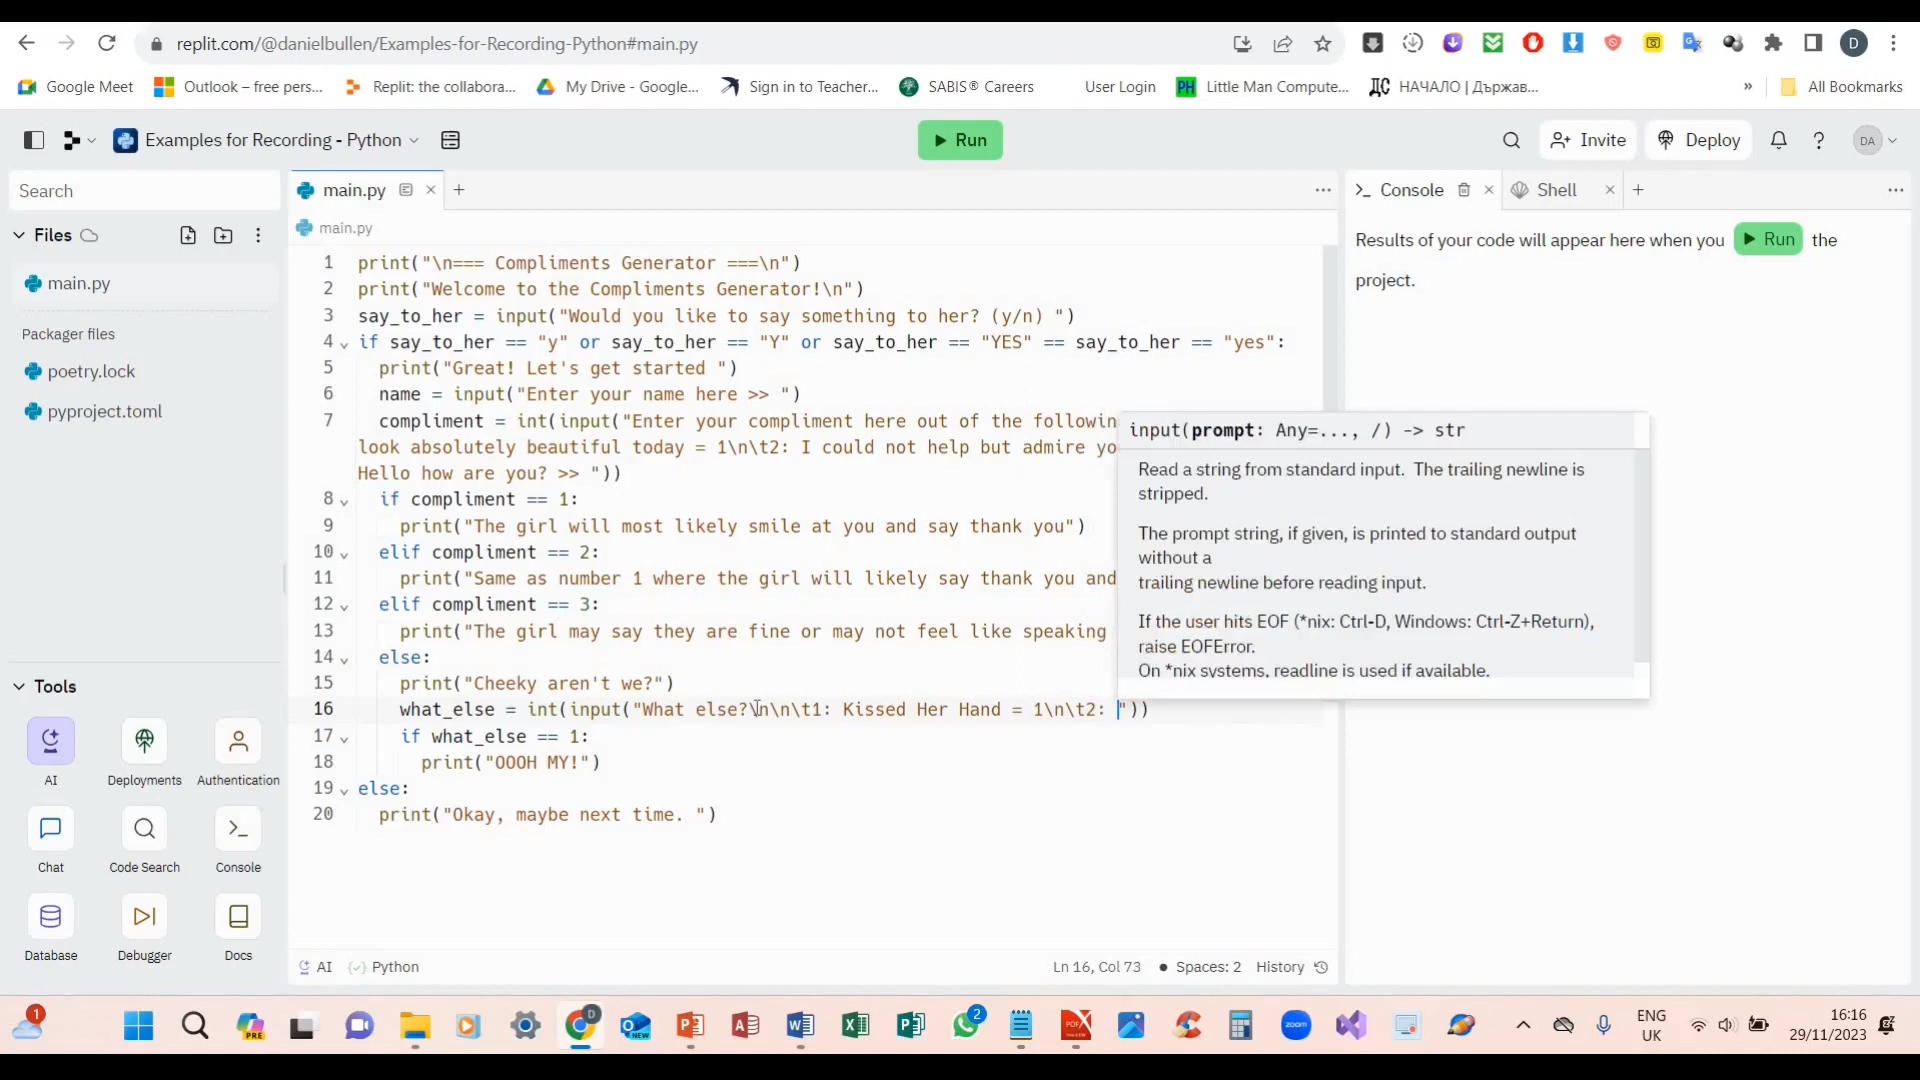 replit.com/@danielbullen/Examples-for-Recording-Python#main.py
D
Google Meet
Outlook – free pers...
Replit: the collabora...
My Drive - Google...
Sign in to Teacher...
SABIS® Careers
User Login
PH Little Man Compute...
ДС НАЧАЛО | Държав...
»
All Bookmarks
Examples for Recording - Python
Run
Invite
Deploy
?
DA
Search
main.py
Console
Shell
Files
main.py
Results of your code will appear here when you Run the
project.
main.py
Packager files
poetry.lock
pyproject.toml
1 print("\n=== Compliments Generator ===\n")
2 print("Welcome to the Compliments Generator!\n")
3 say_to_her = input("Would you like to say something to her? (y/n) ")
4 if say_to_her == "y" or say_to_her == "Y" or say_to_her == "YES" == say_to_her == "yes":
5 print("Great! Let's get started ")
6 name = input("Enter your name here >> ")
7 compliment = int(input("Enter your compliment here out of the followin
look absolutely beautiful today = 1\n\t2: I could not help but admire yo
Hello how are you? >> "))
8 if compliment == 1:
9 print("The girl will most likely smile at you and say thank you")
10 elif compliment == 2:
11 print("Same as number 1 where the girl will likely say thank you and
12 elif compliment == 3:
13 print("The girl may say they are fine or may not feel like speaking
14 else:
15 print("Cheeky aren't we?")
16 what_else = int(input("What else?\n\n\t1: Kissed Her Hand = 1\n\t2: "))
17 if what_else == 1:
18 print("OOOH MY!")
19 else:
20 print("Okay, maybe next time. ")
input(prompt: Any=..., /) -> str
Read a string from standard input. The trailing newline is
stripped.
The prompt string, if given, is printed to standard output
without a
trailing newline before reading input.
If the user hits EOF (*nix: Ctrl-D, Windows: Ctrl-Z+Return),
raise EOFError.
On *nix systems, readline is used if available.
Tools
AI
Deployments
Authentication
Chat
Code Search
Console
Database
Debugger
Docs
AI
Python
Ln 16, Col 73
Spaces: 2
History
1
PRE
D
NEW
2
PDF
zoom
ENG
UK
16:16
29/11/2023